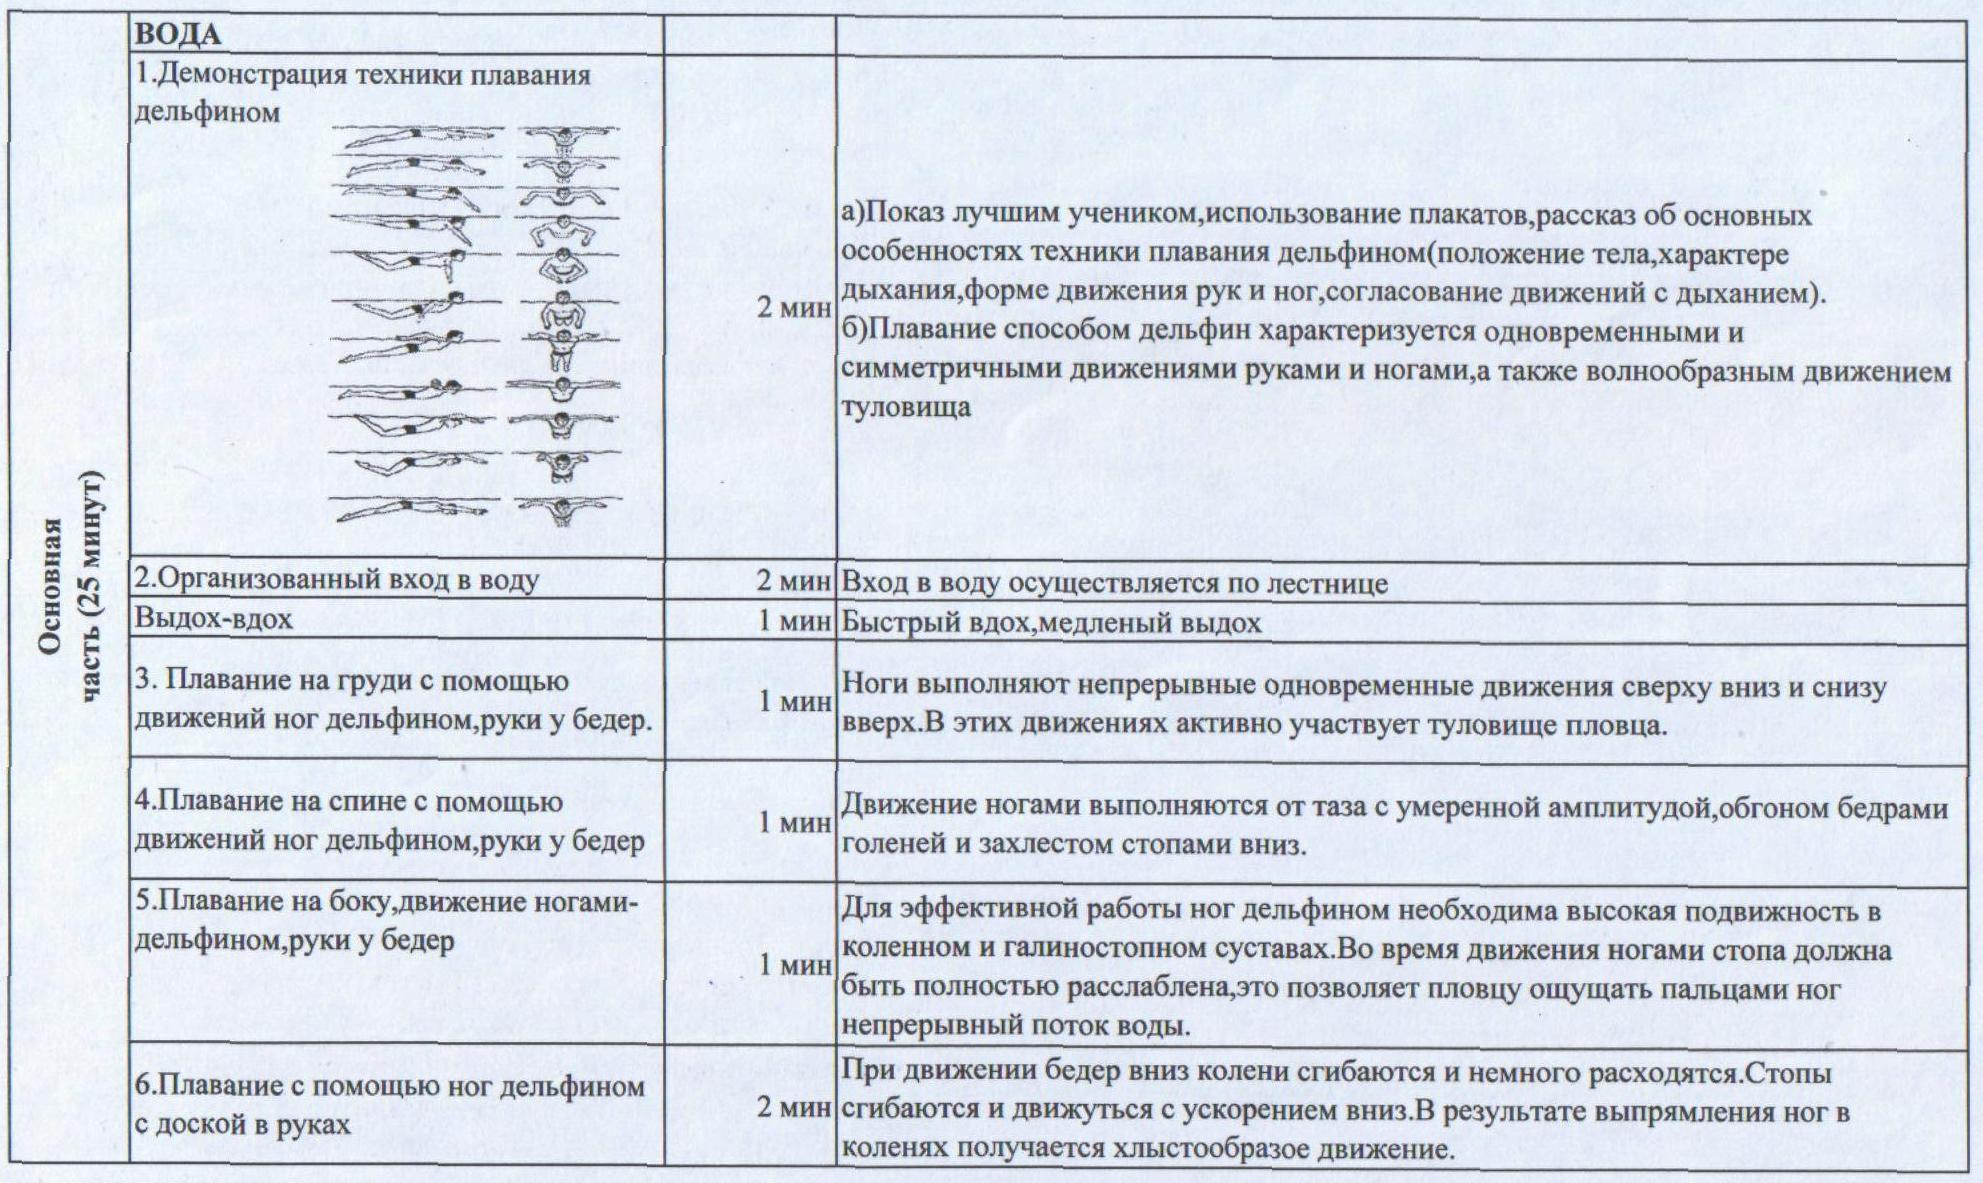 Основная
часть (25 минут)
ВОДА
1.Демонстрация техники плавания
дельфином
2 мин
а)Показ лучшим учеником,использование плакатов,рассказ об основных
особенностях техники плавания дельфином(положение тела,характере
дыхания,форме движения рук и ног,согласование движений с дыханием).
б)Плавание способом дельфин характеризуется одновременными и
симметричными движениями руками и ногами,а также волнообразным движением
туловища
2.Организованный вход в воду
2 мин
Вход в воду осуществляется по лестнице
Выдох-вдох
1 мин
Быстрый вдох,медленый выдох
3. Плавание на груди с помощью
движений ног дельфином,руки у бедер.
1 мин
Ноги выполняют непрерывные одновременные движения сверху вниз и снизу
вверх.В этих движениях активно участвует туловище пловца.
4.Плавание на спине с помощью
движений ног дельфином,руки у бедер
1 мин
Движение ногами выполняются от таза с умеренной амплитудой,обгоном бедрами
голеней и захлестом стопами вниз.
5.Плавание на боку,движение ногами-
дельфином,руки у бедер
1 мин
Для эффективной работы ног дельфином необходима высокая подвижность в
коленном и галиностопном суставах.Во время движения ногами стопа должна
быть полностью расслаблена,это позволяет пловцу ощущать пальцами ног
непрерывный поток воды.
6.Плавание с помощью ног дельфином
с доской в руках
2 мин
При движении бедер вниз колени сгибаются и немного расходятся.Стопы
сгибаются и движуться с ускорением вниз.В результате выпрямления ног в
коленях получается хлыстообразое движение.